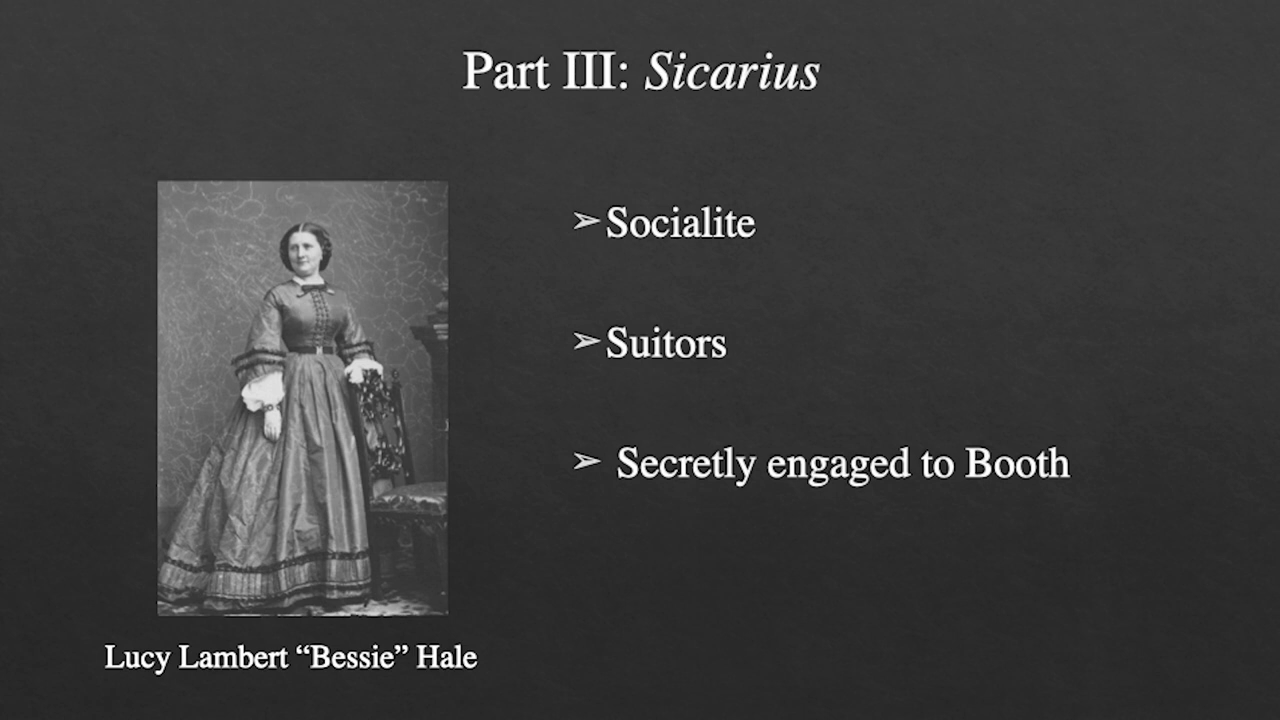 Part III: Sicarius
➢Socialite
➢Suitors
➢ Secretly engaged to Booth
Lucy Lambert “Bessie” Hale